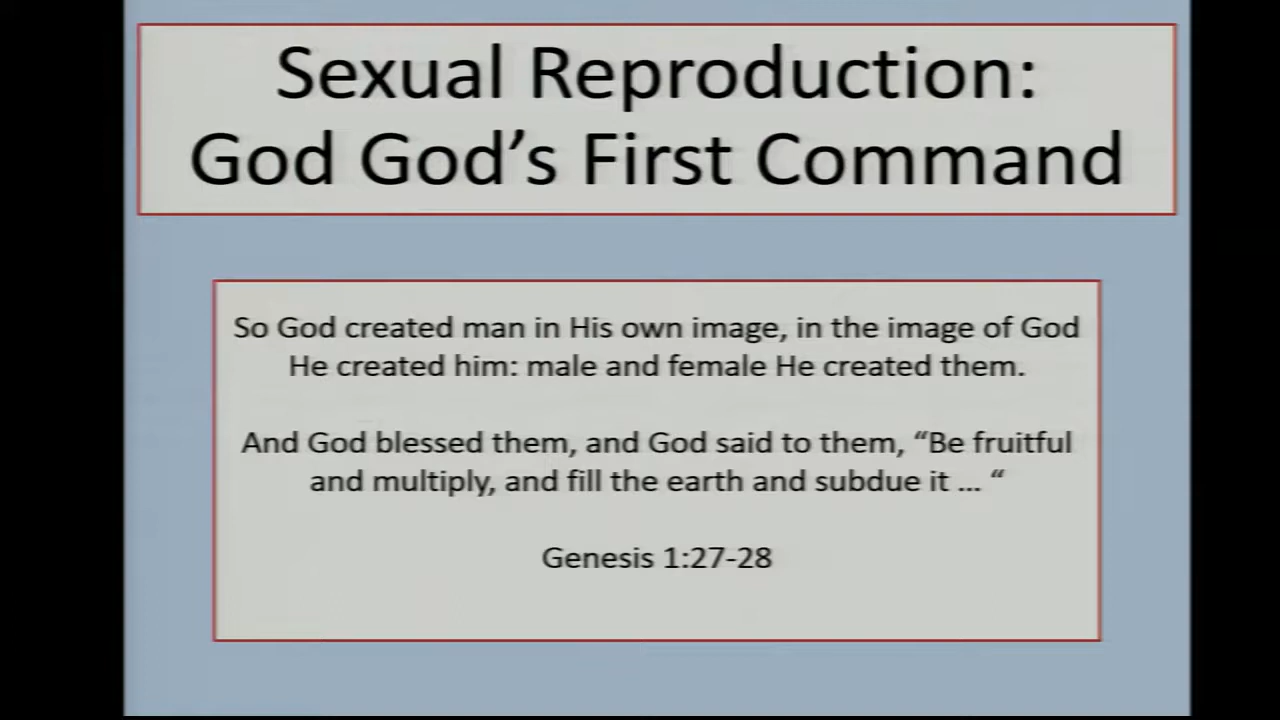 Sexual Reproduction:
God God’s First Command
So God created man in His own image, in the image of God
He created him: male and female He created them.
And God blessed them, and God said to them, “Be fruitful
and multiply, and fill the earth and subdue it ... “
Genesis 1:27-28